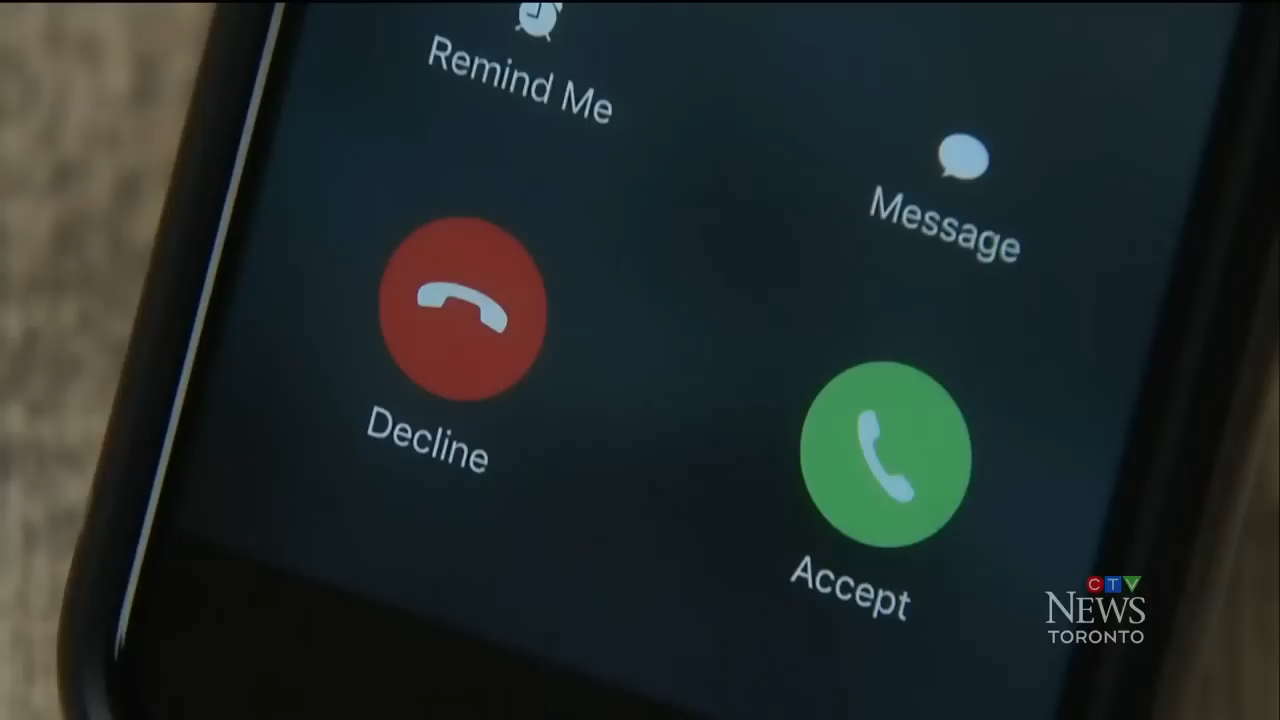 Remind Me
Message
Decline
Accept
CTV
NEWS
TORONTO